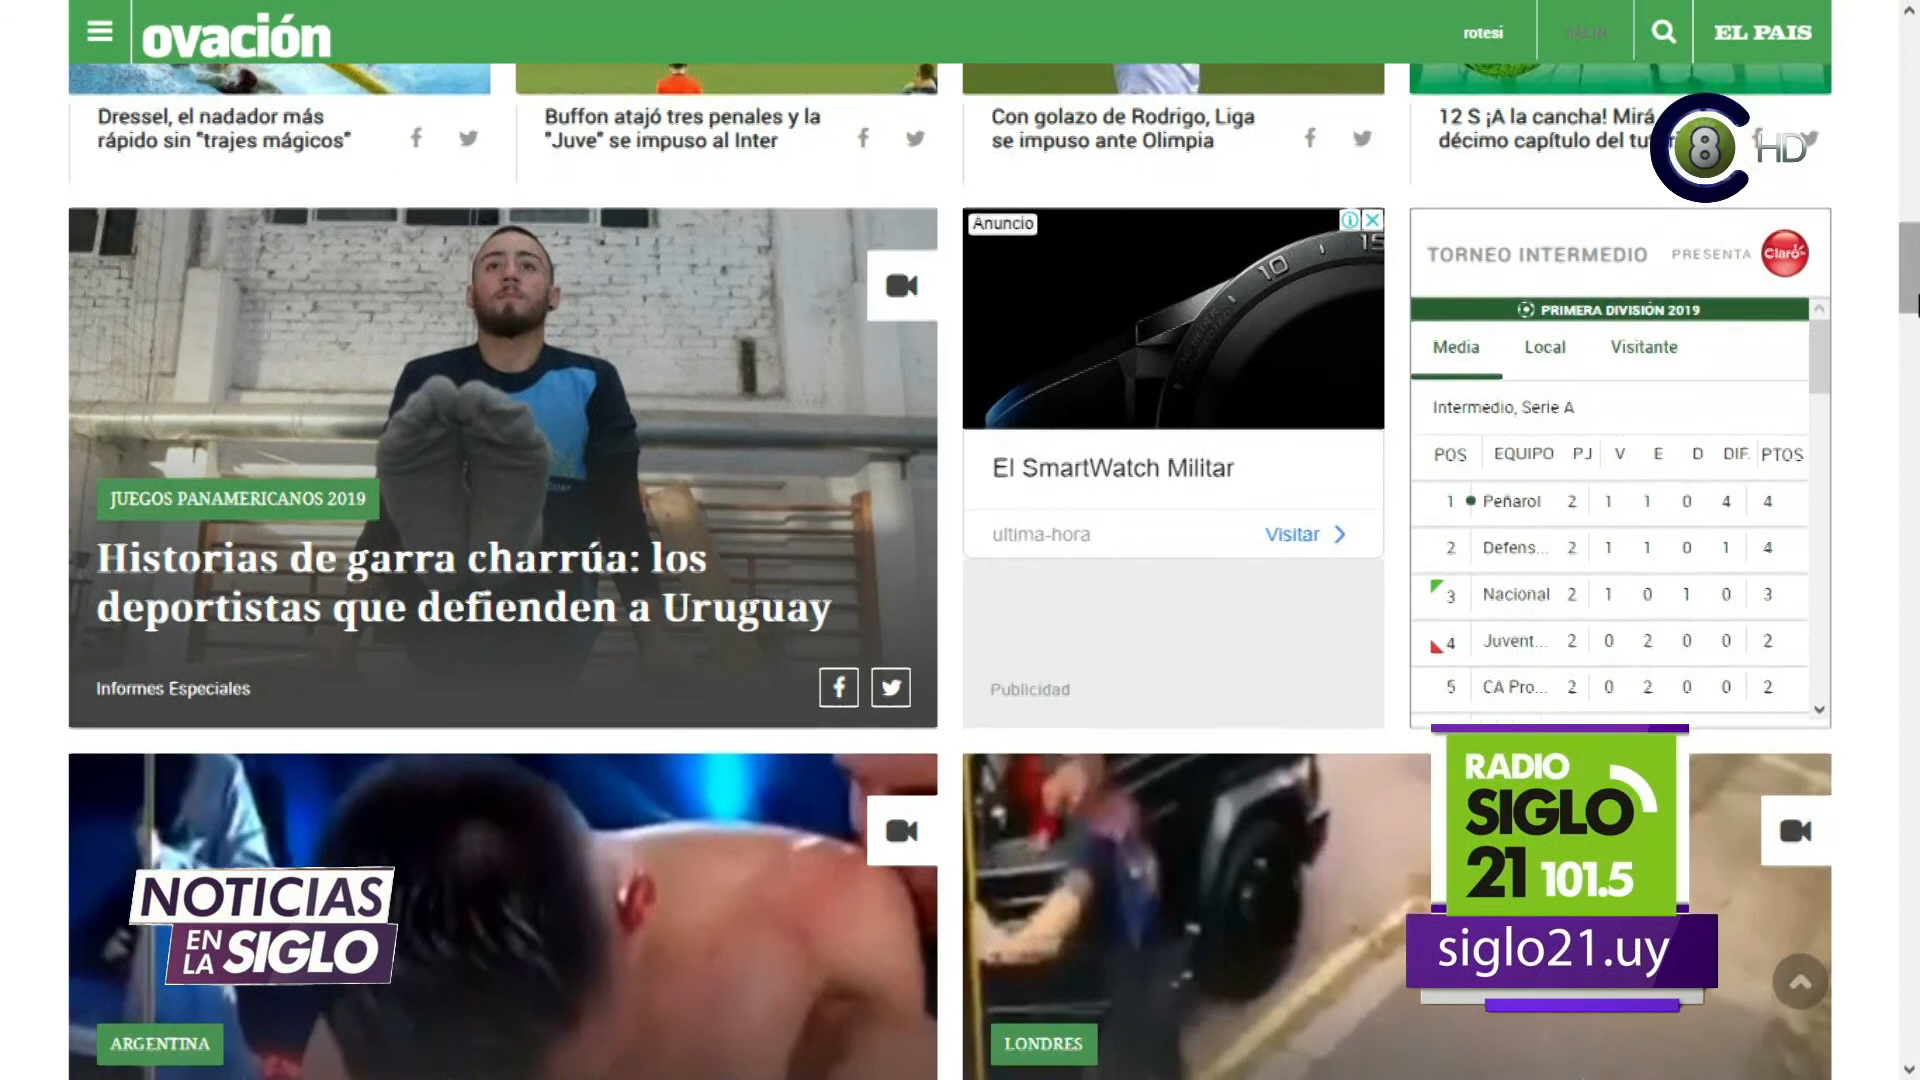 ovación
rotesi
SALIR
EL PAIS
Dressel, el nadador más
rápido sin "trajes mágicos"
Buffon atajó tres penales y la
"Juve" se impuso al Inter
Con golazo de Rodrigo, Liga
se impuso ante Olimpia
12 S ¡A la cancha! Mirá
décimo capítulo del tu
C8 HD
JUEGOS PANAMERICANOS 2019
Historias de garra charrúa: los
deportistas que defienden a Uruguay
Informes Especiales
Anuncio
10
15
El SmartWatch Militar
ultima-hora
Visitar
Publicidad
TORNEO INTERMEDIO PRESENTA Claro
PRIMERA DIVISIÓN 2019
Media Local Visitante
Intermedio, Serie A
POS EQUIPO PJ V E D DIF. PTOS
1 Peñarol 2 1 1 0 4 4
2 Defens... 2 1 1 0 1 4
3 Nacional 2 1 0 1 0 3
4 Juvent... 2 0 2 0 0 2
5 CA Pro... 2 0 2 0 0 2
NOTICIAS
EN LA SIGLO
ARGENTINA
LONDRES
RADIO
SIGLO
21 101.5
siglo21.uy